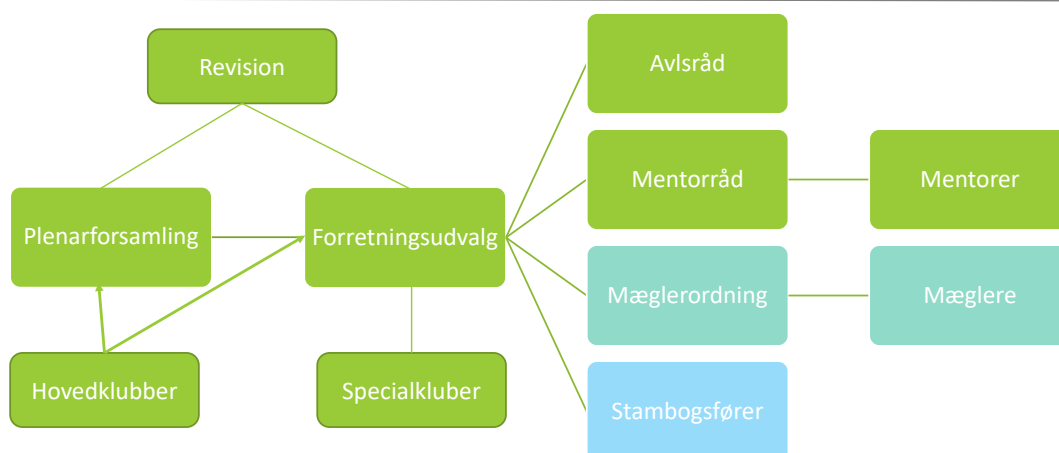 Revision
Avlsråd
Mentorråd
Mentorer
Plenarforsamling
Forretningsudvalg
Mæglerordning
Mæglere
Hovedklubber
Specialkluber
Stambogsfører